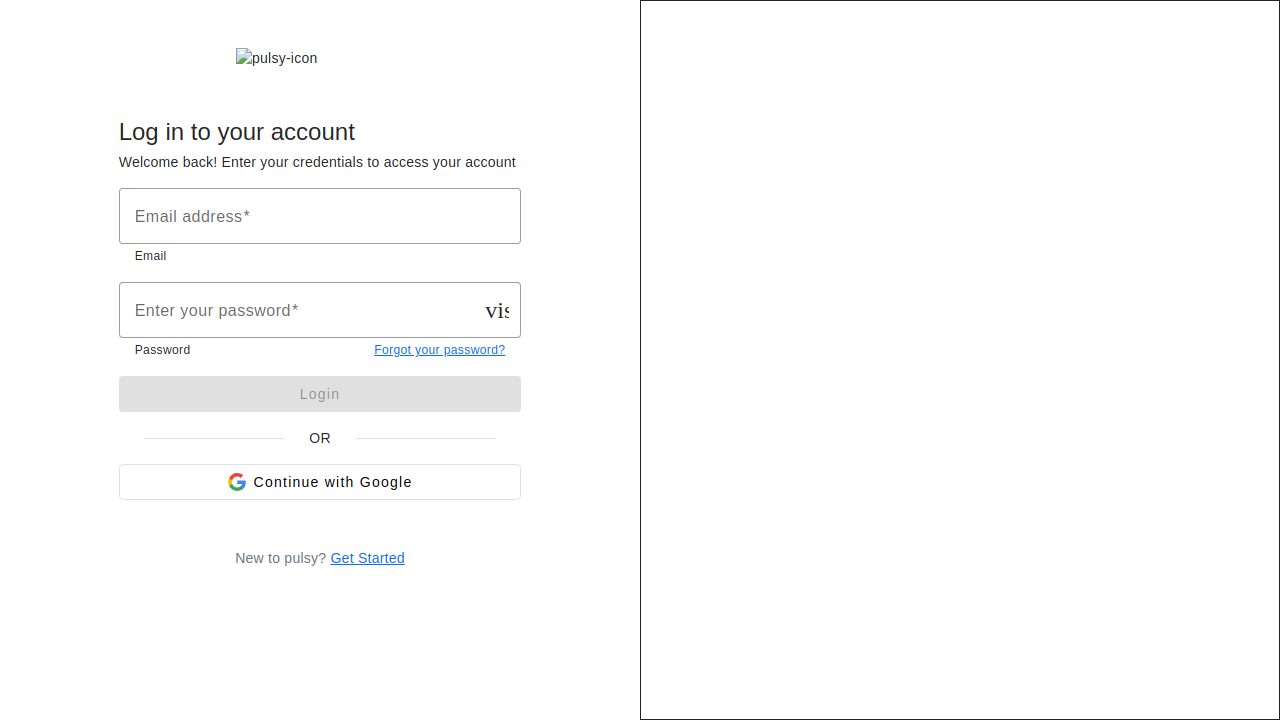 pulsy-icon
Log in to your account
Welcome back! Enter your credentials to access your account
Email address*
Email
Enter your password*
vis
Password
Forgot your password?
Login
OR
Continue with Google
New to pulsy? Get Started